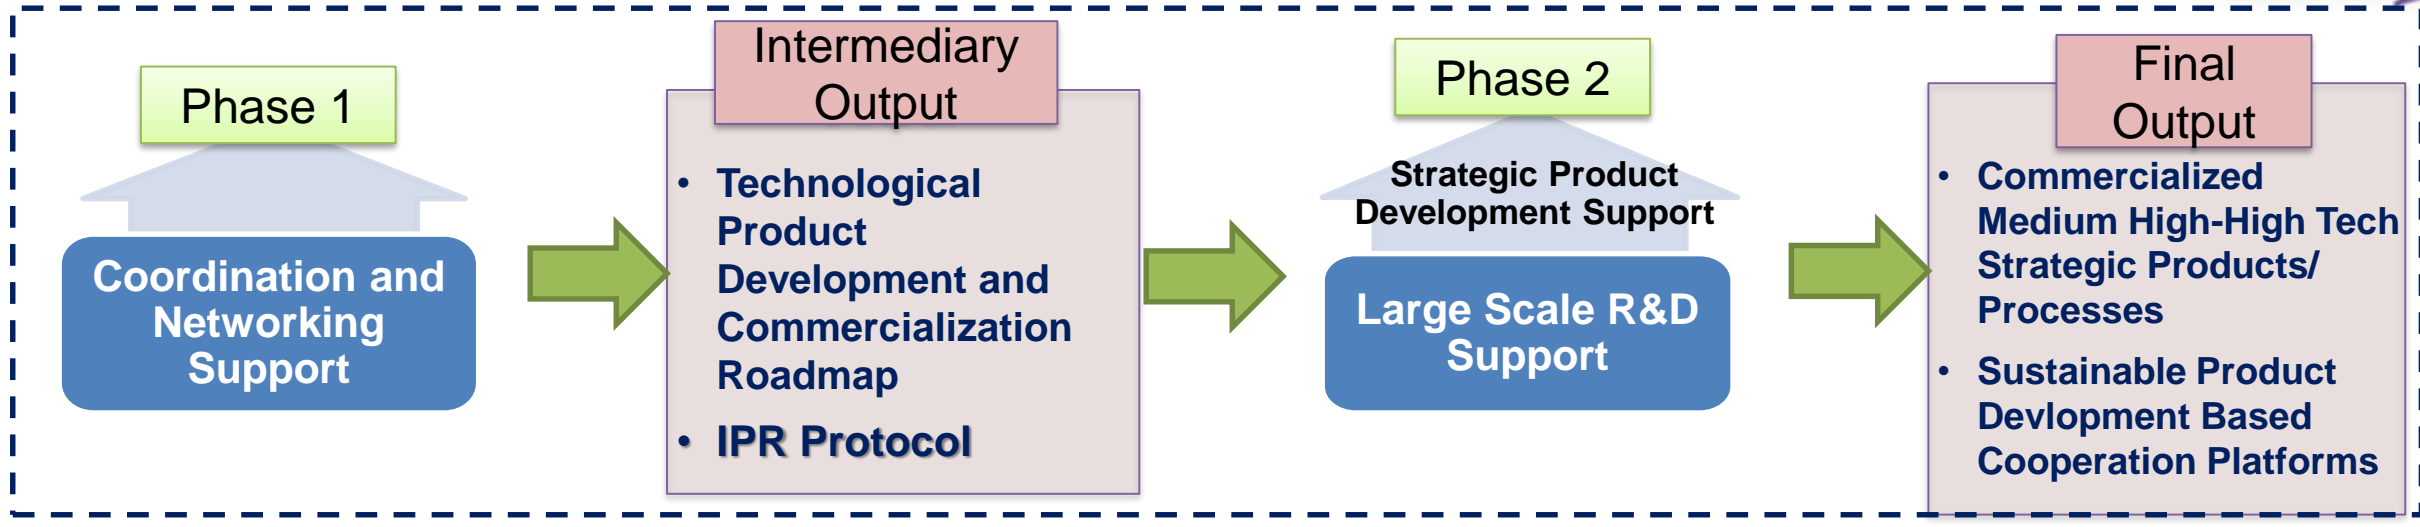 Phase 1
Coordination and
Networking
Support
Intermediary
Output
• Technological
Product
Development and
Commercialization
Roadmap
• IPR Protocol
Phase 2
Strategic Product
Development Support
Large Scale R&D
Support
Final
Output
• Commercialized
Medium High-High Tech
Strategic Products/
Processes
• Sustainable Product
Devlopment Based
Cooperation Platforms